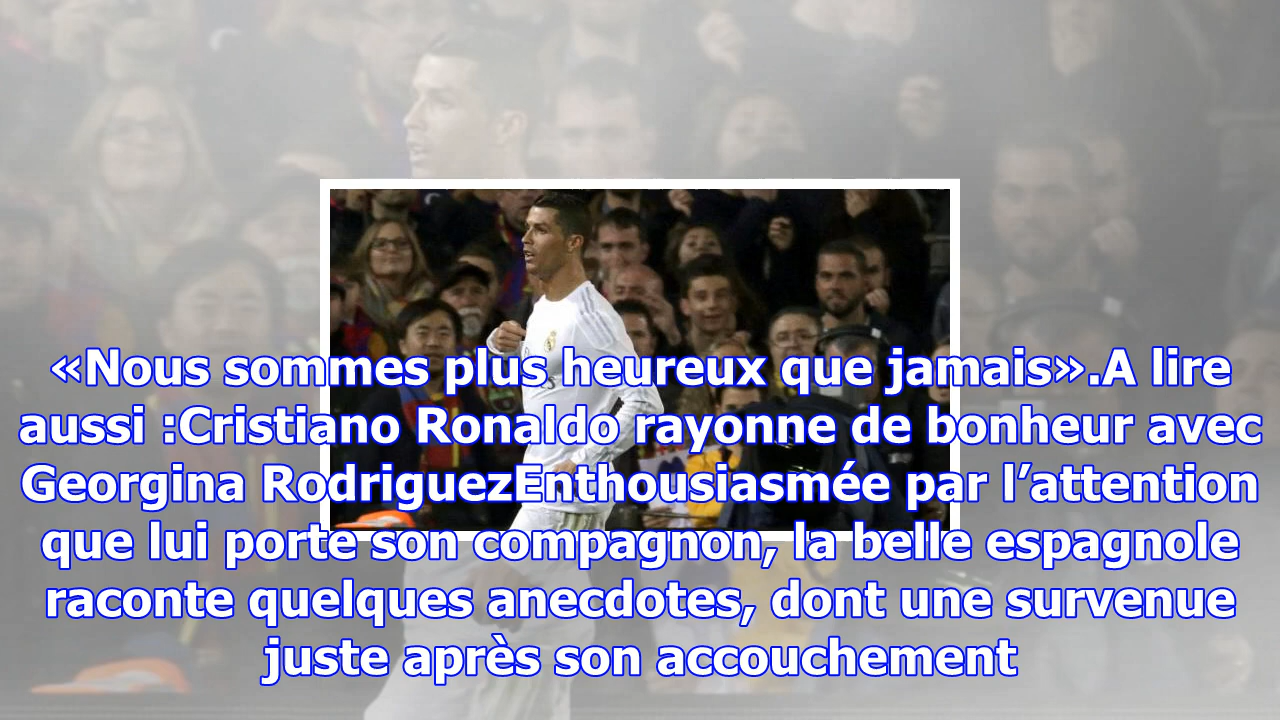 «Nous sommes plus heureux que jamais».A lire
aussi :Cristiano Ronaldo rayonne de bonheur avec
Georgina RodriguezEnthousiasmée par l’attention
que lui porte son compagnon, la belle espagnole
raconte quelques anecdotes, dont une survenue
juste après son accouchement